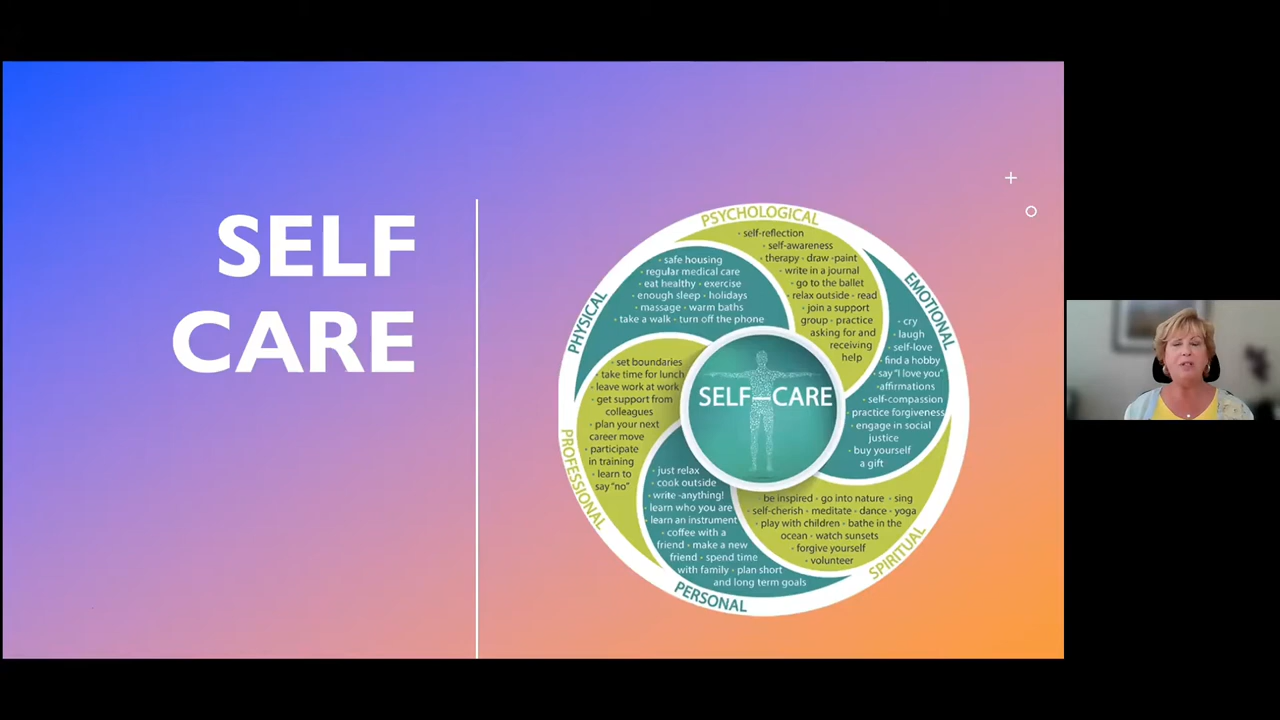 SELF
CARE
PSYCHOLOGICAL
- self-reflection
- self-awareness
- therapy - draw -paint
- write in a journal
- go to the ballet
- relax outside - read
- join a support
group - practice
asking for and
receiving
help
EMOTIONAL
- cry
- laugh
- self-love
- find a hobby
- say "I love you"
-affirmations
- self-compassion
- practice forgiveness
- engage in social
justice
- buy yourself
a gift
SPIRITUAL
- be inspired - go into nature - sing
- self-cherish - meditate - dance - yoga
- play with children - bathe in the
ocean - watch sunsets
- forgive yourself
- volunteer
PERSONAL
- just relax
- cook outside
- write -anything!
- learn who you are
- learn an instrument
- coffee with a
friend - make a new
friend - spend time
with family - plan short
and long term goals
PROFESSIONAL
- set boundaries
- take time for lunch
- leave work at work
- get support from
colleagues
- plan your next
career move
- participate
in training
- learn to
say "no"
PHYSICAL
- safe housing
- regular medical care
- eat healthy - exercise
- enough sleep - holidays
- massage - warm baths
- take a walk - turn off the phone
SELF-CARE